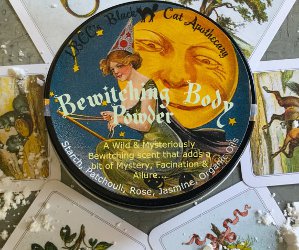 BCC's Black Cat Apothecary
Bewitching Body
Powder
A Wild & Mysteriously
Bewitching scent that adds a
bit of Mystery, Facination &
Allure...
Starch, Patchouli, Rose, Jasmine, Organic Oil